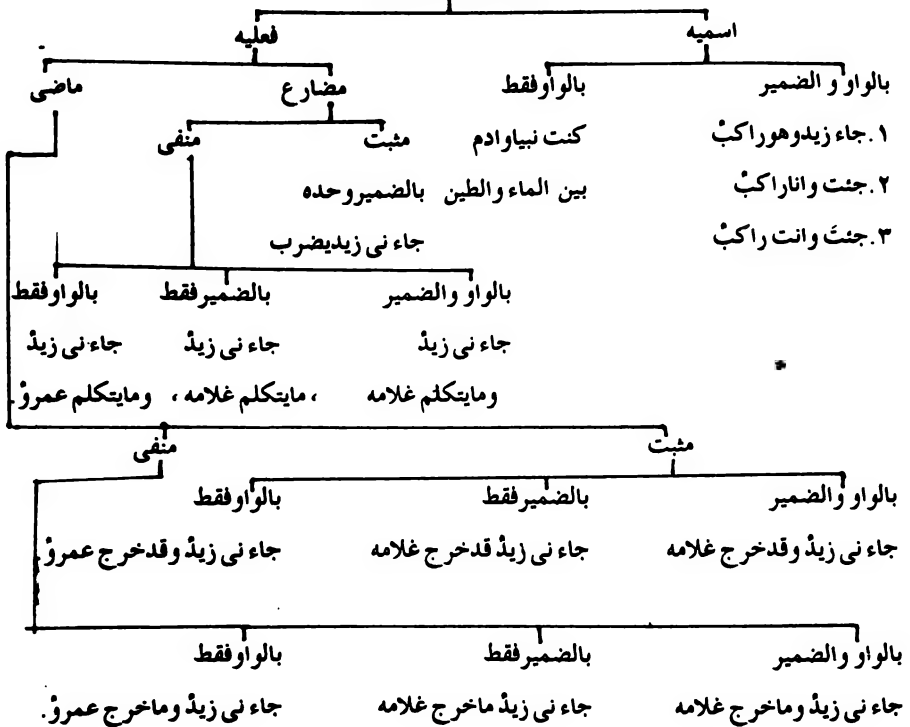 اسميه فعليه
بالواو و الضمير بالواوفقط مضارع ماضى
١.جاء زيدوهوراكبٌ كنت نبياوادم مثبت منفى
٢.جئت واناراكبٌ بين الماء والطين بالضميروحده
٣.جئتَ وانت راكبٌ جاء نى زيديضرب
بالواو والضمير بالضميرفقط بالواوفقط
جاء نى زيدٌ جاء نى زيدٌ جاء نى زيدٌ
ومايتكلم غلامه ،مايتكلم غلامه، ومايتكلم عمروٌ.
مثبت منفى
بالواو والضمير بالضميرفقط بالواوفقط
جاء نى زيدٌ وقدخرج غلامه جاء نى زيدٌ قدخرج غلامه جاء نى زيدٌ وقدخرج عمروٌ.
بالواو والضمير بالضميرفقط بالواوفقط
جاء نى زيدٌ وماخرج غلامه جاء نى زيدٌ ماخرج غلامه جاء نى زيدٌ وماخرج عمروٌ.